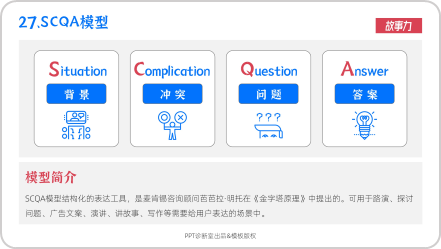 27.SCQA模型
故事力
Situation
Complication
Question
Answer
背景
冲突
问题
答案
? ? ?
模型简介
SCQA模型结构化的表达工具，是麦肯锡咨询顾问芭芭拉·明托在《金字塔原理》中提出的。可用于路演、探讨
问题、广告文案、演讲、讲故事、写作等需要给用户表达的场景中。
PPT诊断室出品&模板版权